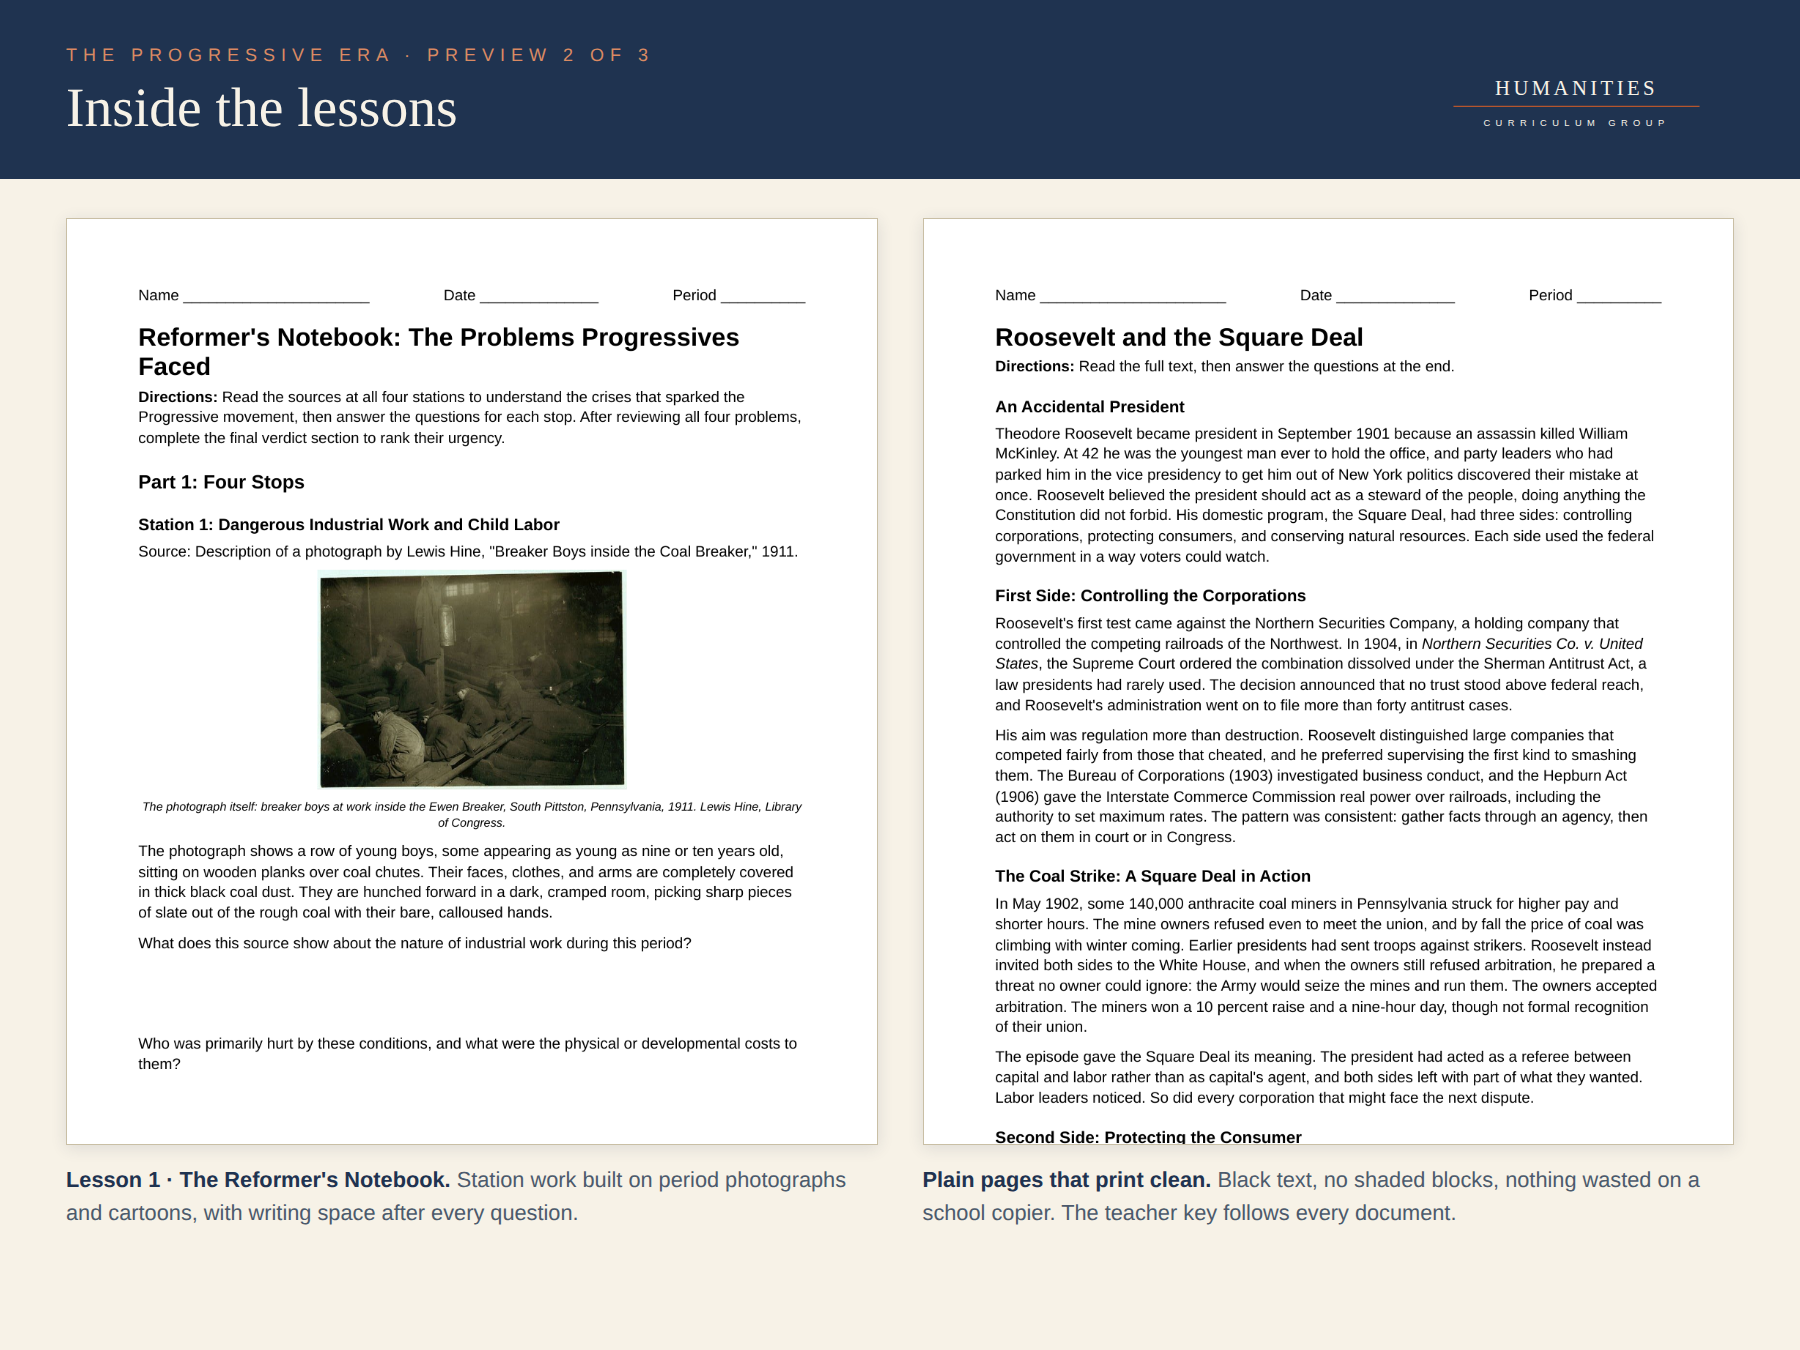 THE PROGRESSIVE ERA · PREVIEW 2 OF 3
Inside the lessons
HUMANITIES
CURRICULUM GROUP
Name ______________________ Date ______________ Period __________
Reformer's Notebook: The Problems Progressives
Faced
Directions: Read the sources at all four stations to understand the crises that sparked the
Progressive movement, then answer the questions for each stop. After reviewing all four problems,
complete the final verdict section to rank their urgency.
Part 1: Four Stops
Station 1: Dangerous Industrial Work and Child Labor
Source: Description of a photograph by Lewis Hine, "Breaker Boys inside the Coal Breaker," 1911.
The photograph itself: breaker boys at work inside the Ewen Breaker, South Pittston, Pennsylvania, 1911. Lewis Hine, Library
of Congress.
The photograph shows a row of young boys, some appearing as young as nine or ten years old,
sitting on wooden planks over coal chutes. Their faces, clothes, and arms are completely covered
in thick black coal dust. They are hunched forward in a dark, cramped room, picking sharp pieces
of slate out of the rough coal with their bare, calloused hands.
What does this source show about the nature of industrial work during this period?
Who was primarily hurt by these conditions, and what were the physical or developmental costs to
them?
Lesson 1 · The Reformer's Notebook. Station work built on period photographs
and cartoons, with writing space after every question.
Name ______________________ Date ______________ Period __________
Roosevelt and the Square Deal
Directions: Read the full text, then answer the questions at the end.
An Accidental President
Theodore Roosevelt became president in September 1901 because an assassin killed William
McKinley. At 42 he was the youngest man ever to hold the office, and party leaders who had
parked him in the vice presidency to get him out of New York politics discovered their mistake at
once. Roosevelt believed the president should act as a steward of the people, doing anything the
Constitution did not forbid. His domestic program, the Square Deal, had three sides: controlling
corporations, protecting consumers, and conserving natural resources. Each side used the federal
government in a way voters could watch.
First Side: Controlling the Corporations
Roosevelt's first test came against the Northern Securities Company, a holding company that
controlled the competing railroads of the Northwest. In 1904, in Northern Securities Co. v. United
States, the Supreme Court ordered the combination dissolved under the Sherman Antitrust Act, a
law presidents had rarely used. The decision announced that no trust stood above federal reach,
and Roosevelt's administration went on to file more than forty antitrust cases.
His aim was regulation more than destruction. Roosevelt distinguished large companies that
competed fairly from those that cheated, and he preferred supervising the first kind to smashing
them. The Bureau of Corporations (1903) investigated business conduct, and the Hepburn Act
(1906) gave the Interstate Commerce Commission real power over railroads, including the
authority to set maximum rates. The pattern was consistent: gather facts through an agency, then
act on them in court or in Congress.
The Coal Strike: A Square Deal in Action
In May 1902, some 140,000 anthracite coal miners in Pennsylvania struck for higher pay and
shorter hours. The mine owners refused even to meet the union, and by fall the price of coal was
climbing with winter coming. Earlier presidents had sent troops against strikers. Roosevelt instead
invited both sides to the White House, and when the owners still refused arbitration, he prepared a
threat no owner could ignore: the Army would seize the mines and run them. The owners accepted
arbitration. The miners won a 10 percent raise and a nine-hour day, though not formal recognition
of their union.
The episode gave the Square Deal its meaning. The president had acted as a referee between
capital and labor rather than as capital's agent, and both sides left with part of what they wanted.
Labor leaders noticed. So did every corporation that might face the next dispute.
Second Side: Protecting the Consumer
Plain pages that print clean. Black text, no shaded blocks, nothing wasted on a
school copier. The teacher key follows every document.